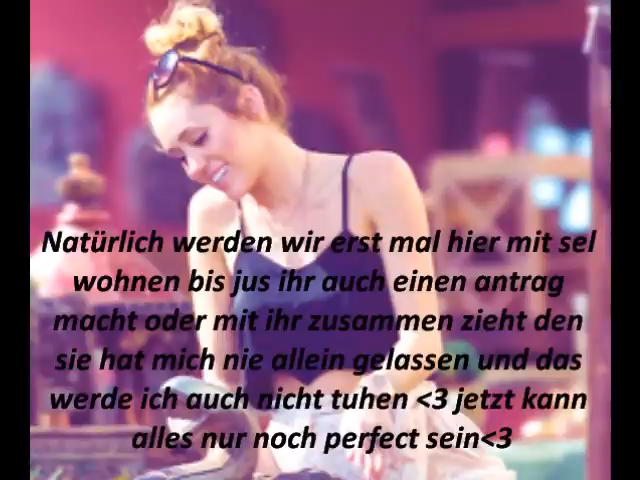 Natürlich werden wir erst mal hier mit sel
wohnen bis jus ihr auch einen antrag
macht oder mit ihr zusammen zieht den
sie hat mich nie allein gelassen und das
werde ich auch nicht tuhen <3 jetzt kann
alles nur noch perfect sein<3